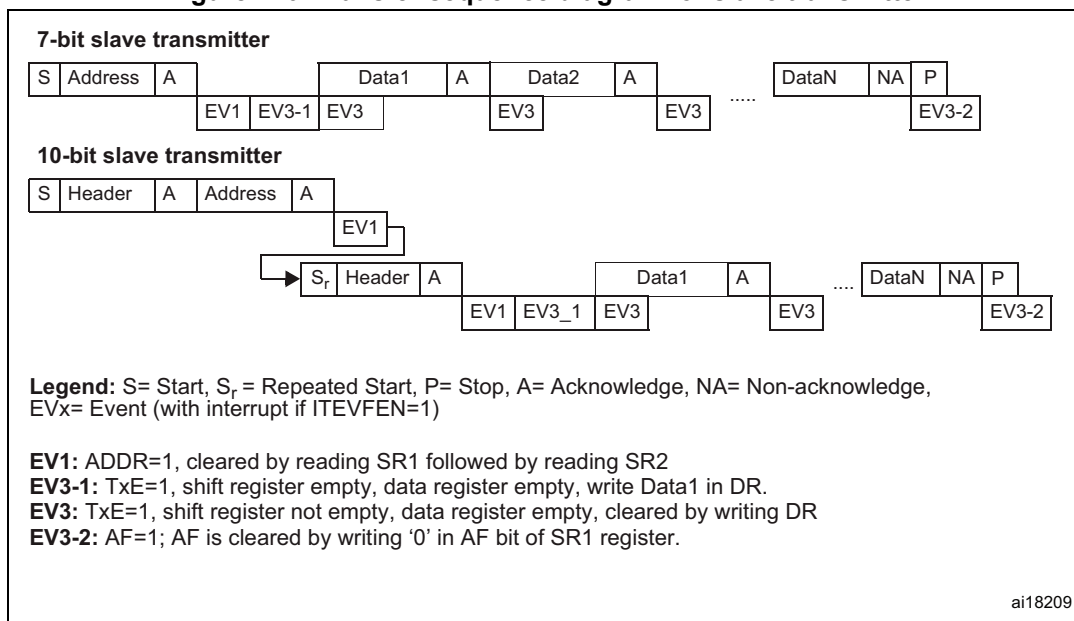 7-bit slave transmitter
S Address A Data1 A Data2 A ..... DataN NA P
EV1 EV3-1 EV3 EV3 EV3 EV3-2
10-bit slave transmitter
S Header A Address A
EV1
Sr Header A Data1 A .... DataN NA P
EV1 EV3_1 EV3 EV3 EV3-2
Legend: S= Start, Sr = Repeated Start, P= Stop, A= Acknowledge, NA= Non-acknowledge,
EVx= Event (with interrupt if ITEVFEN=1)
EV1: ADDR=1, cleared by reading SR1 followed by reading SR2
EV3-1: TxE=1, shift register empty, data register empty, write Data1 in DR.
EV3: TxE=1, shift register not empty, data register empty, cleared by writing DR
EV3-2: AF=1; AF is cleared by writing ‘0’ in AF bit of SR1 register.
ai18209